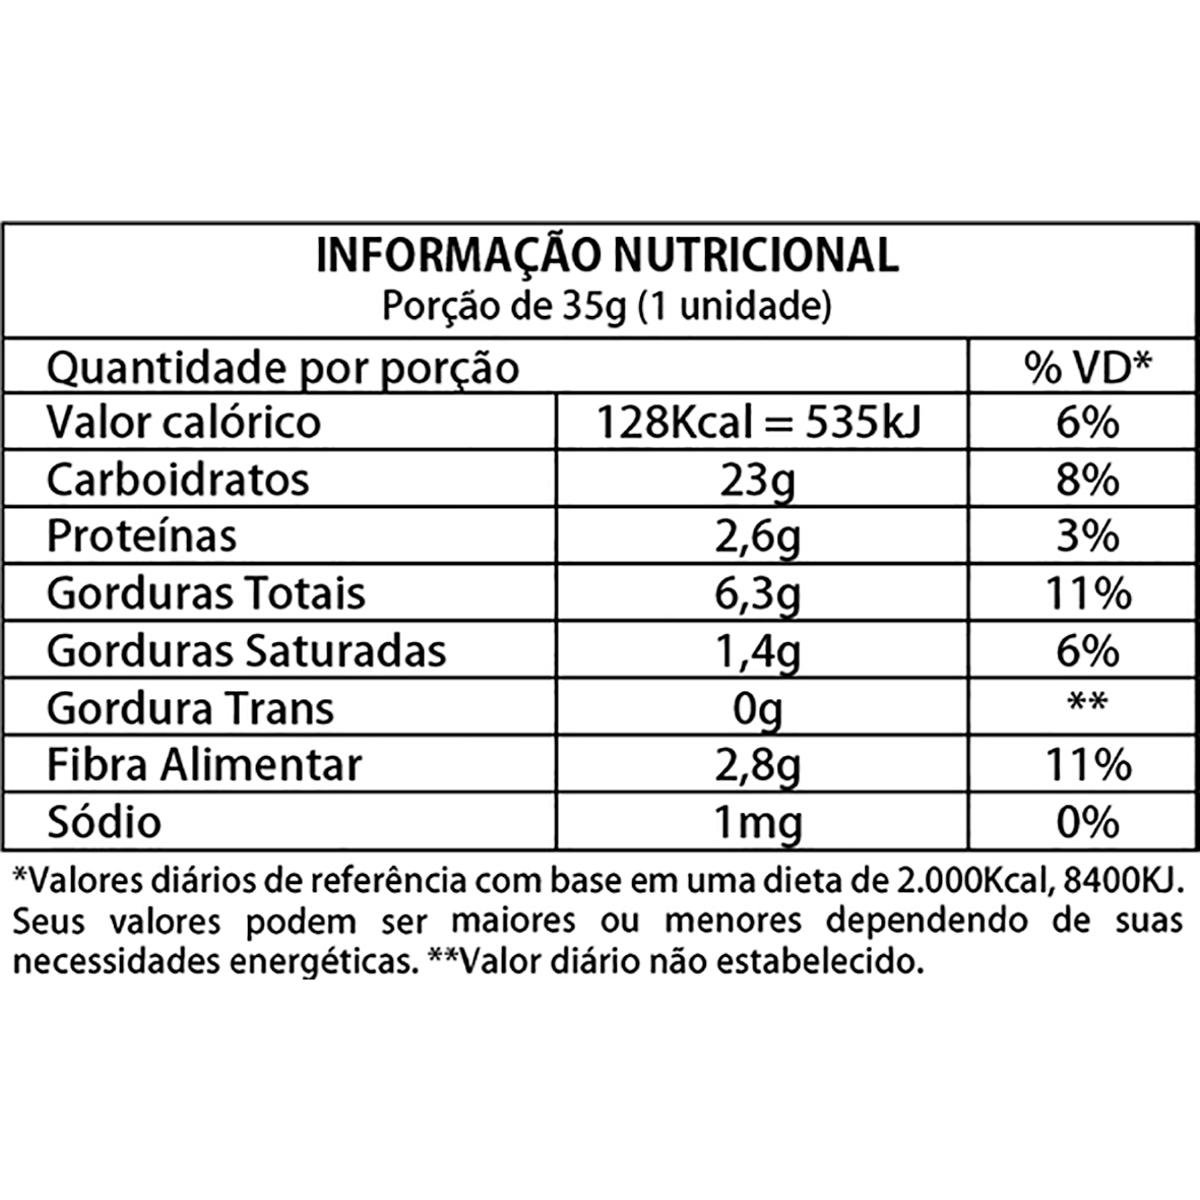 INFORMAÇÃO NUTRICIONAL
Porção de 35g (1 unidade)
Quantidade por porção % VD*
Valor calórico 128Kcal = 535kJ 6%
Carboidratos 23g 8%
Proteínas 2,6g 3%
Gorduras Totais 6,3g 11%
Gorduras Saturadas 1,4g 6%
Gordura Trans 0g **
Fibra Alimentar 2,8g 11%
Sódio 1mg 0%
*Valores diários de referência com base em uma dieta de 2.000Kcal, 8400KJ.
Seus valores podem ser maiores ou menores dependendo de suas
necessidades energéticas. **Valor diário não estabelecido.